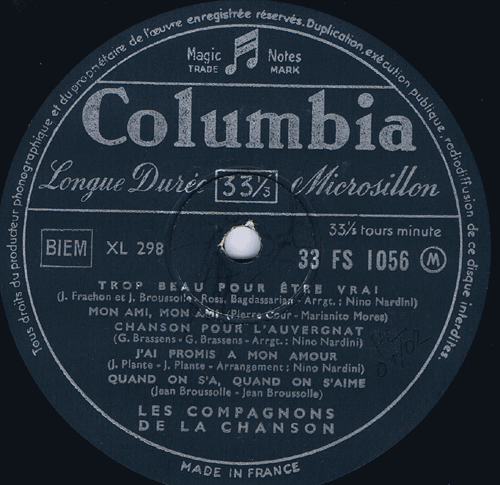 Tous droits du producteur phonographique et du propriétaire de l'œuvre enregistrée réservés. Duplication, exécution publique, radiodiffusion de ce disque interdites.
Magic Notes
TRADE MARK
Columbia
Longue Durée 33⅓ Microsillon
33⅓ tours minute
BIEM XL 298 33 FS 1056 M
TROP BEAU POUR ÊTRE VRAI
(J. Frachon et J. Broussolle, Ross. Bagdassarian - Arrgt. : Nino Nardini)
MON AMI, MON AMI (Pierre Cour - Marianito Mores)
CHANSON POUR L'AUVERGNAT
(G. Brassens - G. Brassens - Arrgt. : Nino Nardini)
J'AI PROMIS A MON AMOUR
(J. Plante - J. Plante - Arrangement : Nino Nardini)
QUAND ON S'A, QUAND ON S'AIME
(Jean Broussolle - Jean Broussolle)
LES COMPAGNONS
DE LA CHANSON
MADE IN FRANCE